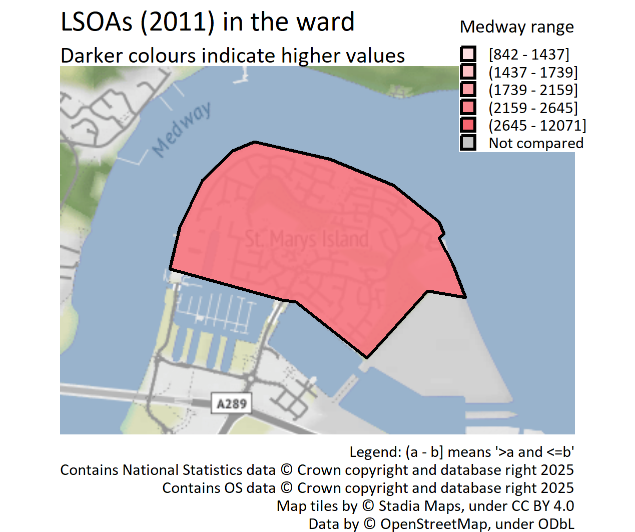 LSOAs (2011) in the ward
Darker colours indicate higher values
Medway range
[842 - 1437]
(1437 - 1739]
(1739 - 2159]
(2159 - 2645]
(2645 - 12071]
Not compared
Medway
St. Marys Island
A289
Legend: (a - b] means '>a and <=b'
Contains National Statistics data © Crown copyright and database right 2025
Contains OS data © Crown copyright and database right 2025
Map tiles by © Stadia Maps, under CC BY 4.0
Data by © OpenStreetMap, under ODbL